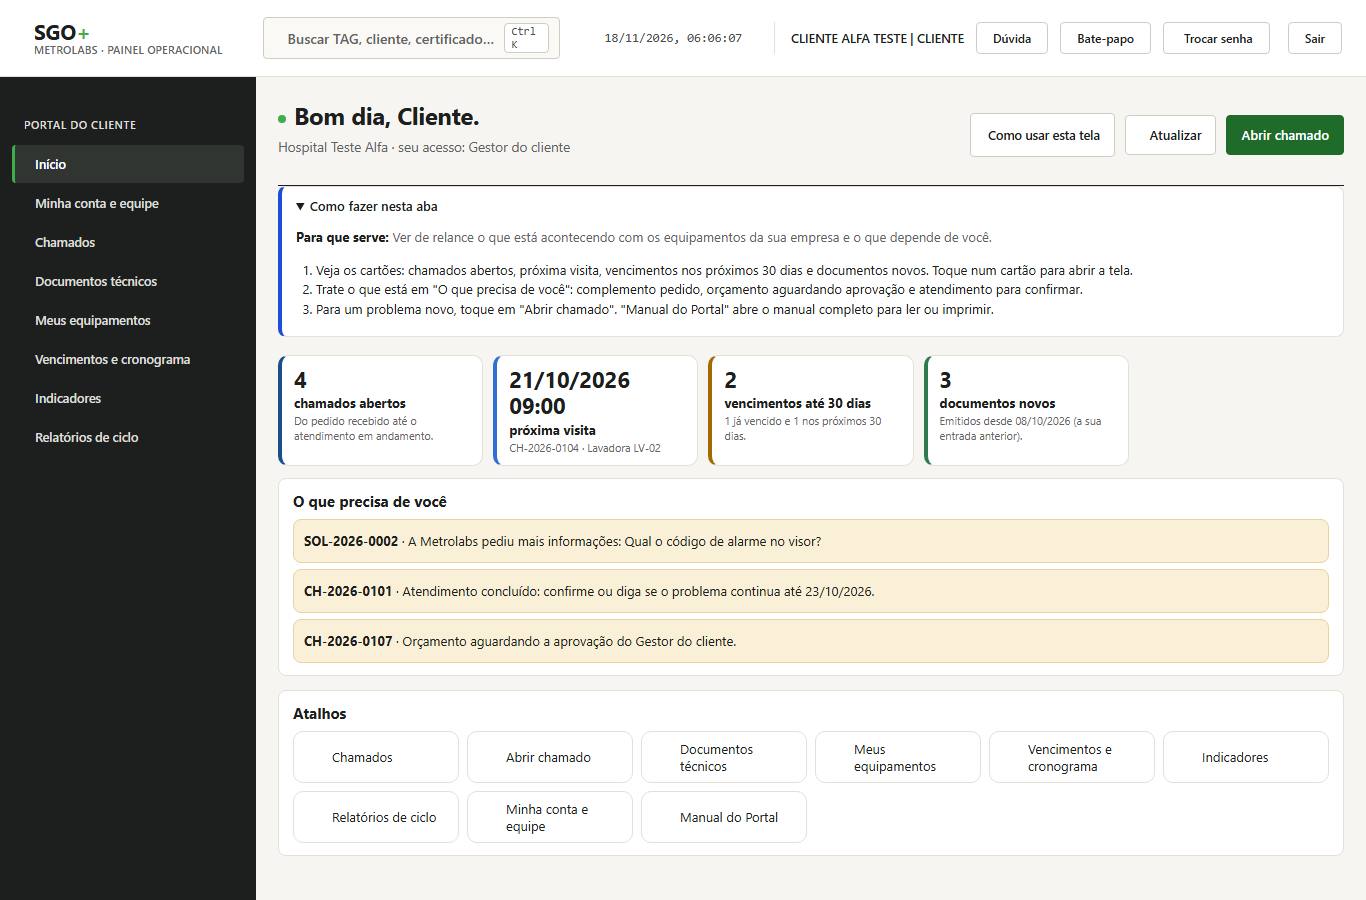 SGO+
METROLABS · PAINEL OPERACIONAL
Buscar TAG, cliente, certificado...
Ctrl
K
18/11/2026, 06:06:07
CLIENTE ALFA TESTE | CLIENTE
Dúvida
Bate-papo
Trocar senha
Sair
PORTAL DO CLIENTE
Início
Minha conta e equipe
Chamados
Documentos técnicos
Meus equipamentos
Vencimentos e cronograma
Indicadores
Relatórios de ciclo
Bom dia, Cliente.
Hospital Teste Alfa · seu acesso: Gestor do cliente
Como usar esta tela
Atualizar
Abrir chamado
▼ Como fazer nesta aba
Para que serve: Ver de relance o que está acontecendo com os equipamentos da sua empresa e o que depende de você.
1. Veja os cartões: chamados abertos, próxima visita, vencimentos nos próximos 30 dias e documentos novos. Toque num cartão para abrir a tela.
2. Trate o que está em "O que precisa de você": complemento pedido, orçamento aguardando aprovação e atendimento para confirmar.
3. Para um problema novo, toque em "Abrir chamado". "Manual do Portal" abre o manual completo para ler ou imprimir.
4
chamados abertos
Do pedido recebido até o
atendimento em andamento.
21/10/2026
09:00
próxima visita
CH-2026-0104 · Lavadora LV-02
2
vencimentos até 30 dias
1 já vencido e 1 nos próximos 30
dias.
3
documentos novos
Emitidos desde 08/10/2026 (a sua
entrada anterior).
O que precisa de você
SOL-2026-0002 · A Metrolabs pediu mais informações: Qual o código de alarme no visor?
CH-2026-0101 · Atendimento concluído: confirme ou diga se o problema continua até 23/10/2026.
CH-2026-0107 · Orçamento aguardando a aprovação do Gestor do cliente.
Atalhos
Chamados
Abrir chamado
Documentos
técnicos
Meus
equipamentos
Vencimentos e
cronograma
Indicadores
Relatórios de ciclo
Minha conta e
equipe
Manual do Portal